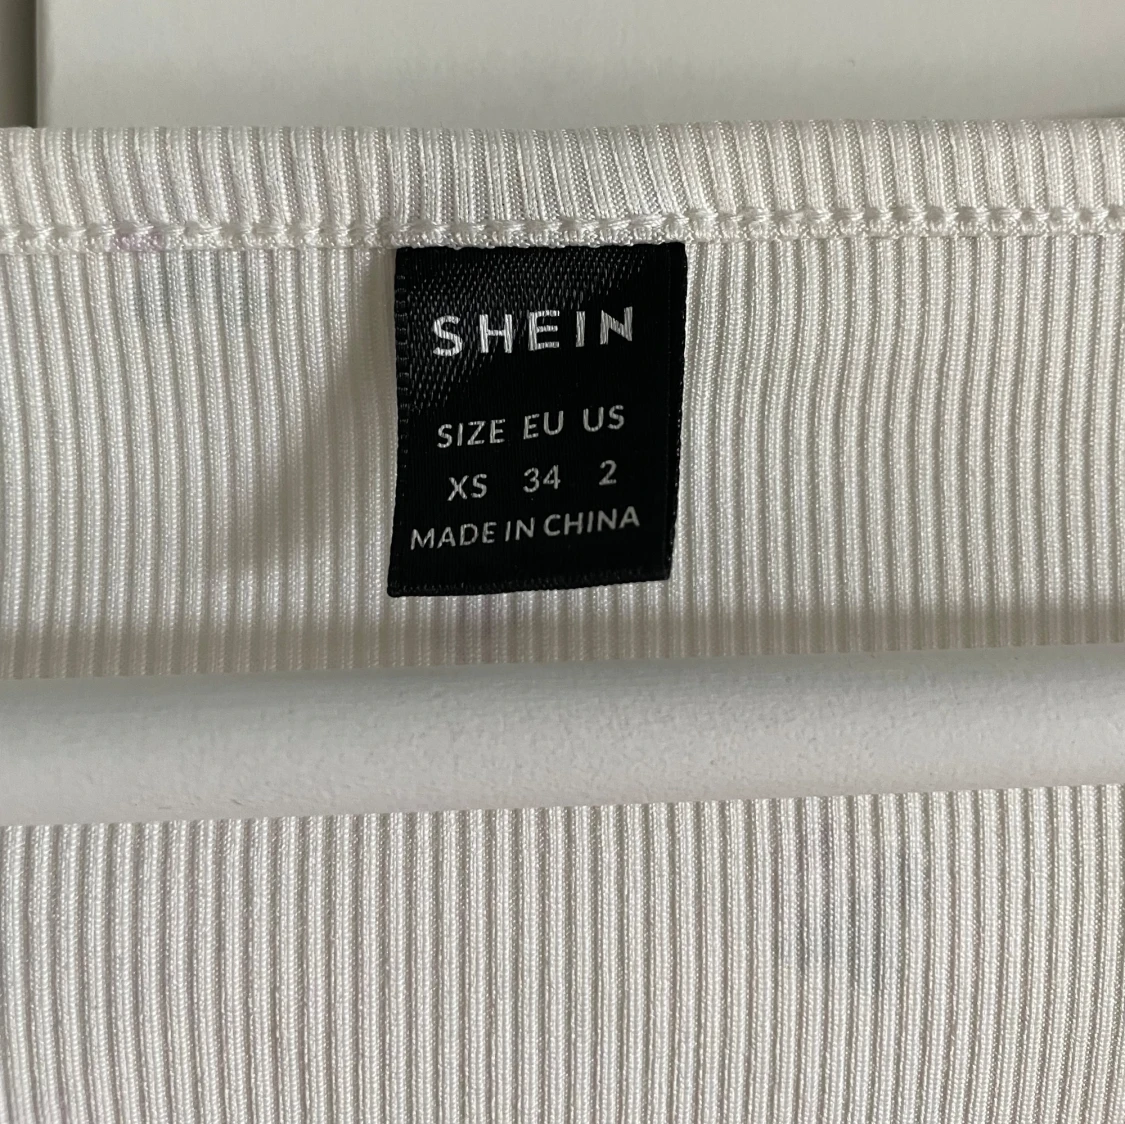 SHEIN
SIZE EU US
XS 34 2
MADE IN CHINA